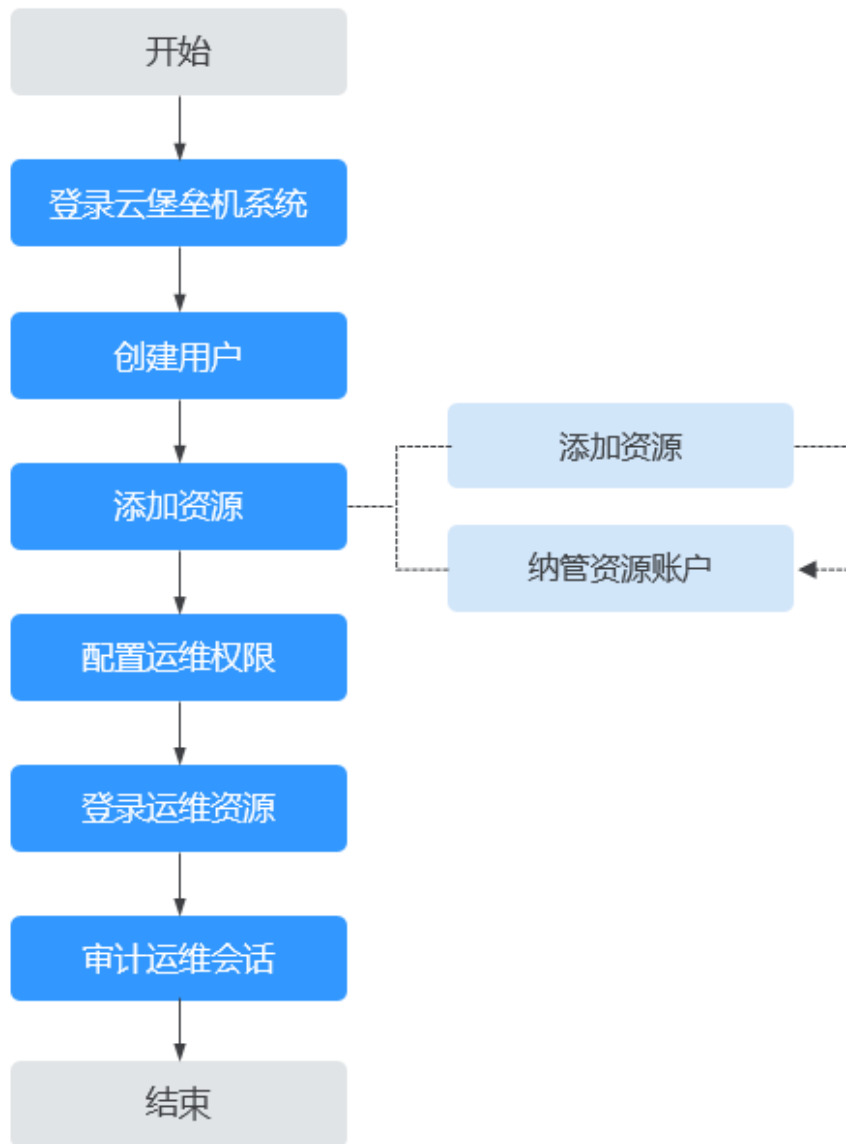 开始
登录云堡垒机系统
创建用户
添加资源
添加资源
纳管资源账户
配置运维权限
登录运维资源
审计运维会话
结束